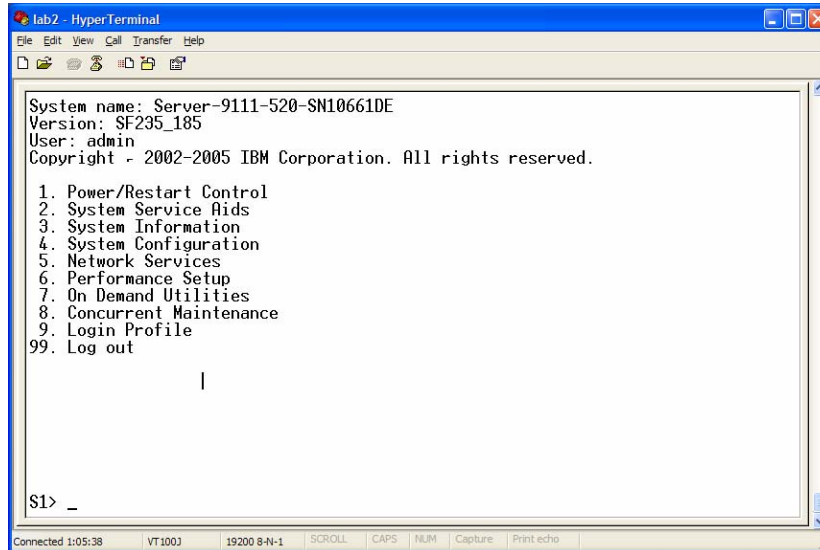 lab2 - HyperTerminal
File Edit View Call Transfer Help
System name: Server-9111-520-SN10661DE
Version: SF235_185
User: admin
Copyright - 2002-2005 IBM Corporation. All rights reserved.
1. Power/Restart Control
2. System Service Aids
3. System Information
4. System Configuration
5. Network Services
6. Performance Setup
7. On Demand Utilities
8. Concurrent Maintenance
9. Login Profile
99. Log out
S1> _
Connected 1:05:38 VT100J 19200 8-N-1 SCROLL CAPS NUM Capture Print echo